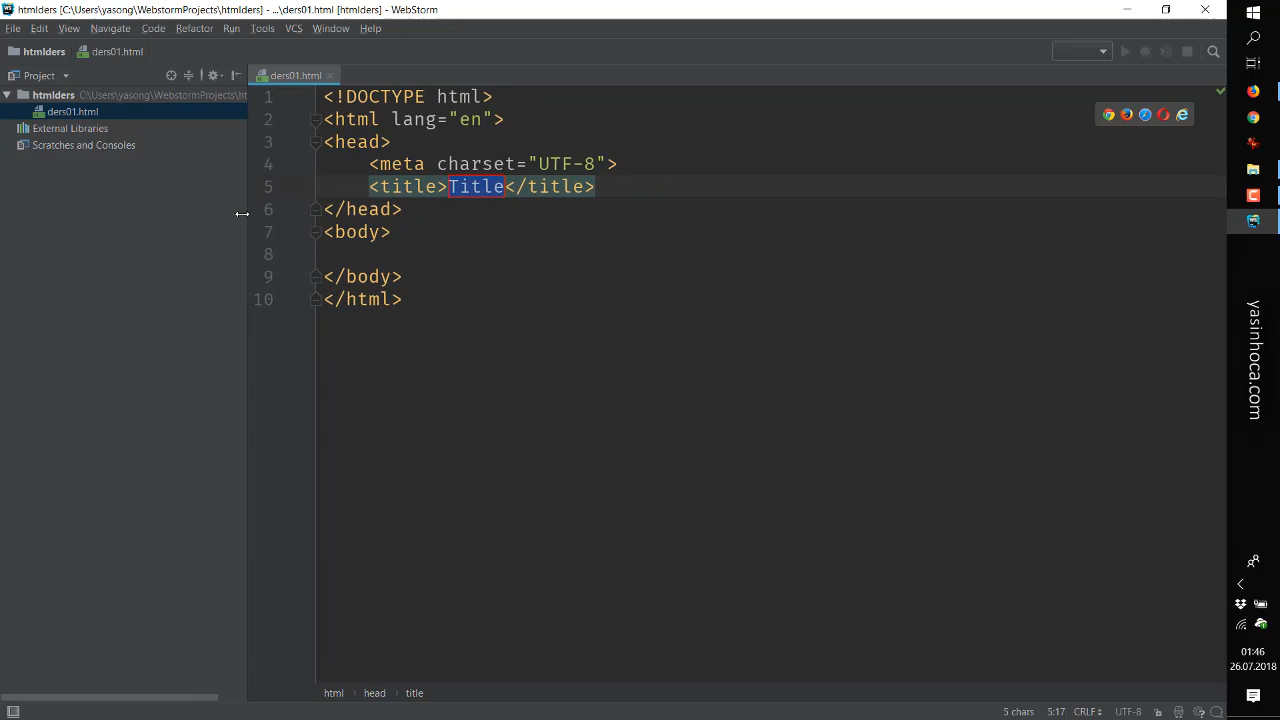 htmlders [C:\Users\yasong\WebstormProjects\htmlders] - ...\ders01.html [htmlders] - WebStorm
File Edit View Navigate Code Refactor Run Tools VCS Window Help
htmlders ders01.html
Project
ders01.html
htmlders C:\Users\yasong\WebstormProjects\ht
ders01.html
External Libraries
Scratches and Consoles
1 <!DOCTYPE html>
2 <html lang="en">
3 <head>
4 <meta charset="UTF-8">
5 <title>Title</title>
6 </head>
7 <body>
8
9 </body>
10 </html>
html head title
5 chars 5:17 CRLF UTF-8
yasinhoca.com
01:46
26.07.2018